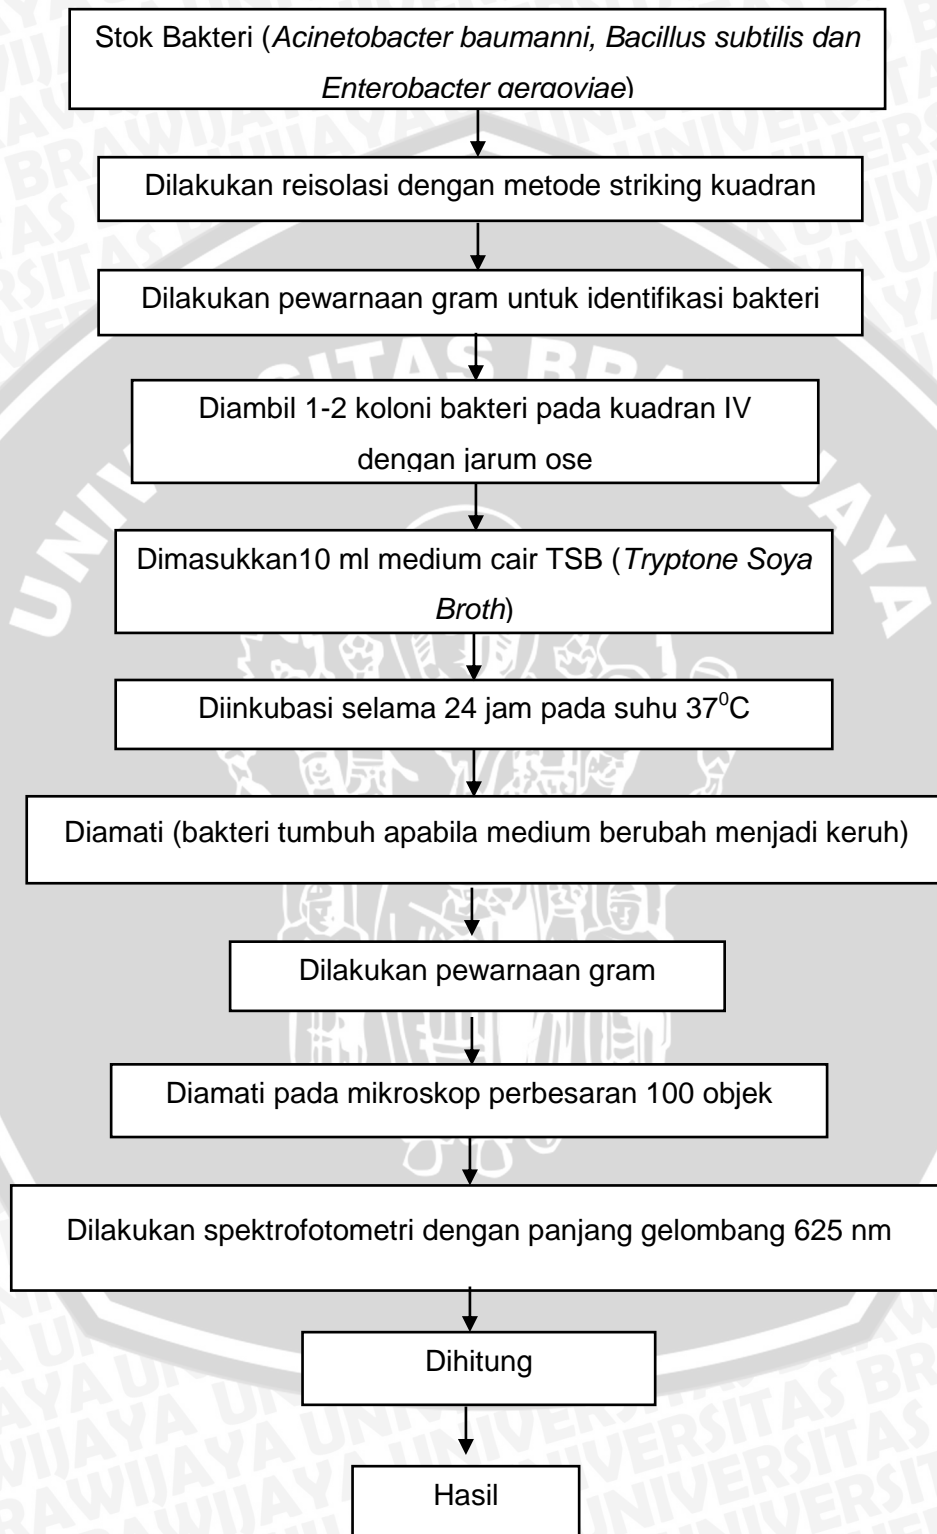 Stok Bakteri (Acinetobacter baumanni, Bacillus subtilis dan
Enterobacter gergoviae)
Dilakukan reisolasi dengan metode striking kuadran
Dilakukan pewarnaan gram untuk identifikasi bakteri
Diambil 1-2 koloni bakteri pada kuadran IV
dengan jarum ose
Dimasukkan10 ml medium cair TSB (Tryptone Soya
Broth)
Diinkubasi selama 24 jam pada suhu 37⁰C
Diamati (bakteri tumbuh apabila medium berubah menjadi keruh)
Dilakukan pewarnaan gram
Diamati pada mikroskop perbesaran 100 objek
Dilakukan spektrofotometri dengan panjang gelombang 625 nm
Dihitung
Hasil